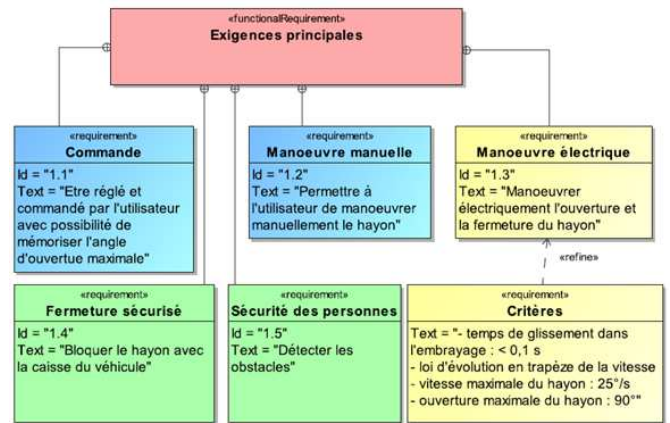 «functionalRequirement»
Exigences principales
«requirement»
Commande
Id = "1.1"
Text = "Etre réglé et
commandé par l'utilisateur
avec possibilité de
mémoriser l'angle
d'ouvertue maximale"
«requirement»
Manoeuvre manuelle
Id = "1.2"
Text = "Permettre à
l'utilisateur de manoeuvrer
manuellement le hayon"
«requirement»
Manoeuvre électrique
Id = "1.3"
Text = "Manoeuvrer
électriquement l'ouverture et
la fermeture du hayon"
«refine»
«requirement»
Fermeture sécurisé
Id = "1.4"
Text = "Bloquer le hayon avec
la caisse du véhicule"
«requirement»
Sécurité des personnes
Id = "1.5"
Text = "Détecter les
obstacles"
«requirement»
Critères
Text = "- temps de glissement dans
l'embrayage : < 0,1 s
- loi d'évolution en trapèze de la vitesse
- vitesse maximale du hayon : 25°/s
- ouverture maximale du hayon : 90°"